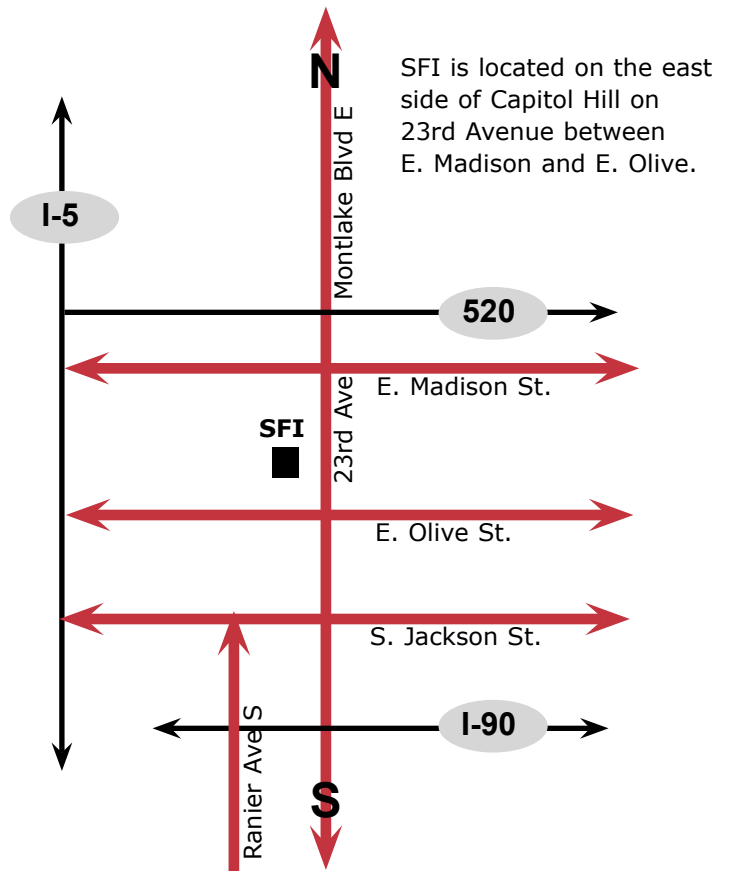 N
SFI is located on the east
side of Capitol Hill on
23rd Avenue between
E. Madison and E. Olive.
Montlake Blvd E
I-5
520
E. Madison St.
23rd Ave
SFI
E. Olive St.
S. Jackson St.
Ranier Ave S
I-90
S